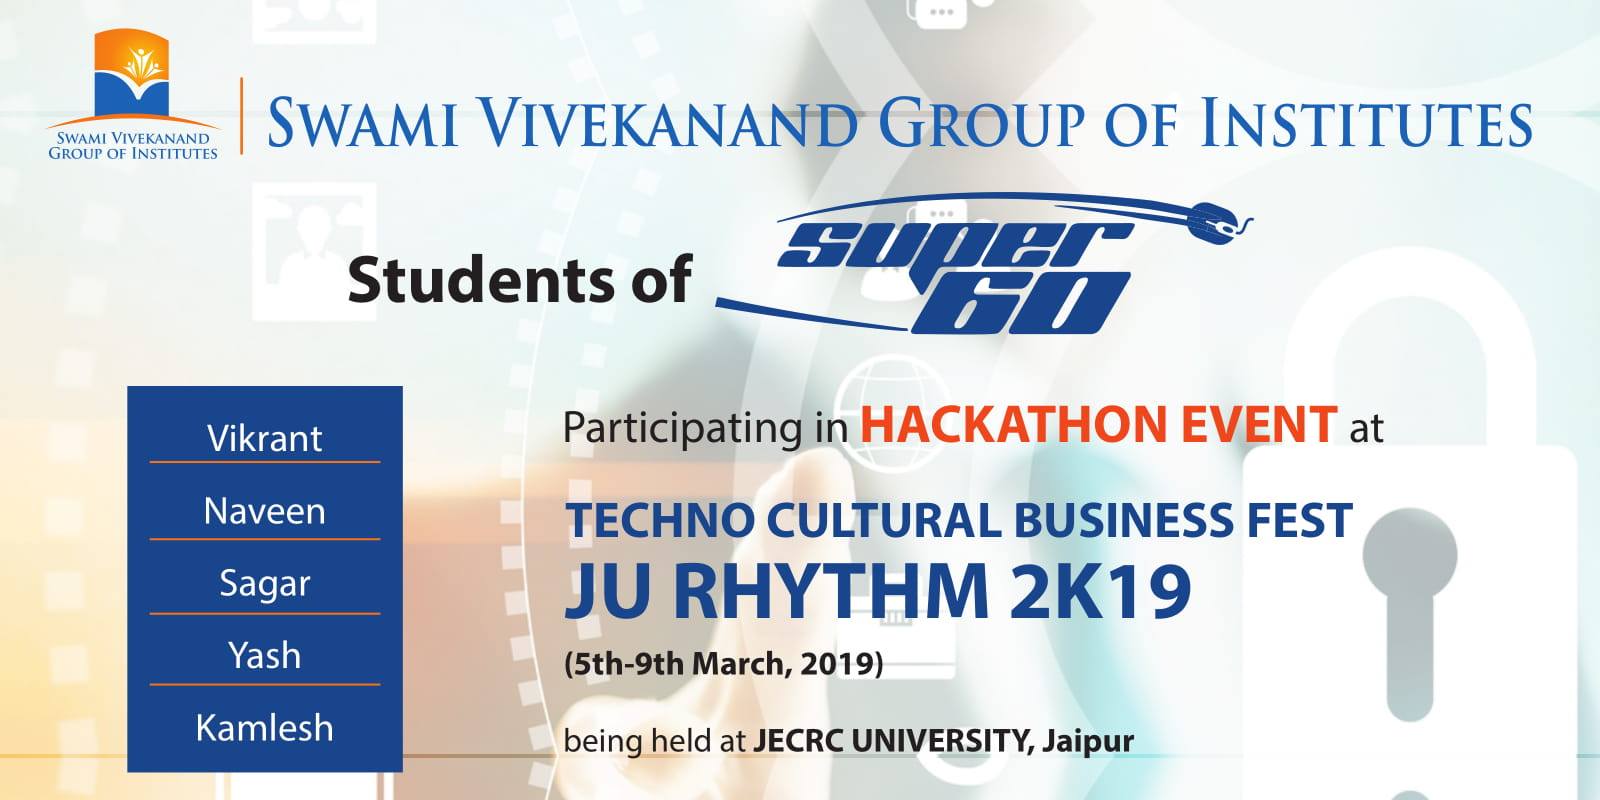 SWAMI VIVEKANAND
GROUP OF INSTITUTES
SWAMI VIVEKANAND GROUP OF INSTITUTES
Students of super 60
Vikrant
Naveen
Sagar
Yash
Kamlesh
Participating in HACKATHON EVENT at
TECHNO CULTURAL BUSINESS FEST
JU RHYTHM 2K19
(5th-9th March, 2019)
being held at JECRC UNIVERSITY, Jaipur